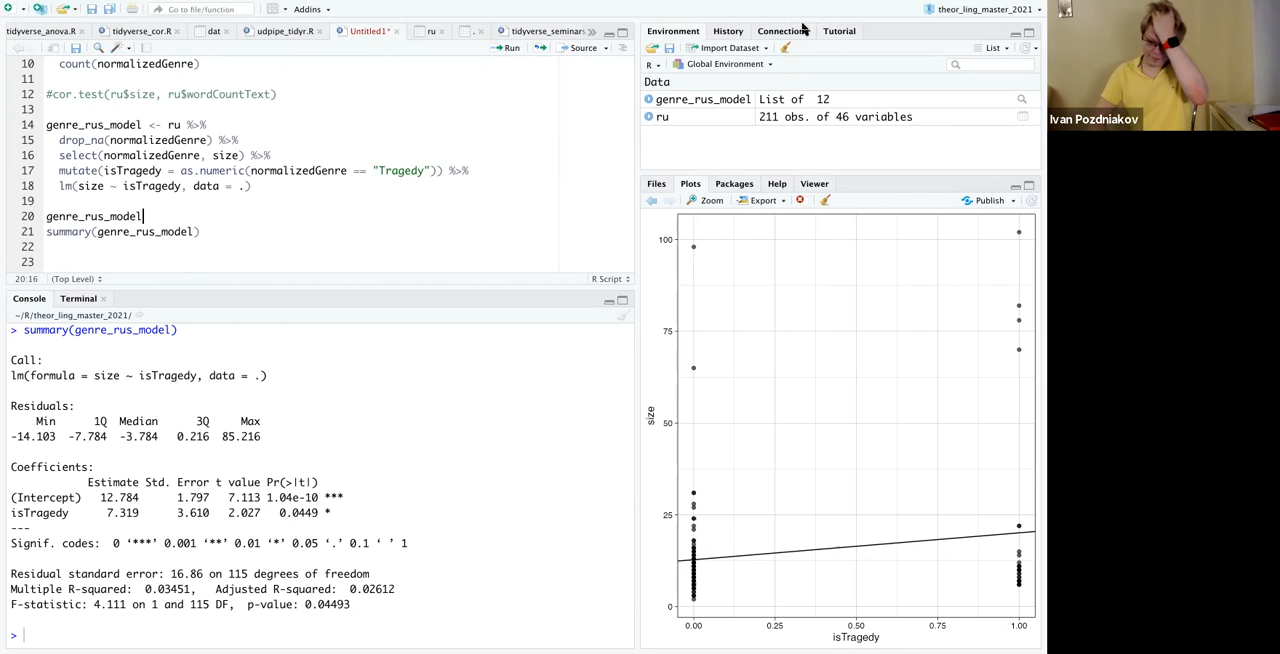 Go to file/function
Addins
theor_ling_master_2021
tidyverse_anova.R
tidyverse_cor.R
dat
udpipe_tidyr.R
Untitled1*
ru
.
tidyverse_seminars
Run
Source
10 count(normalizedGenre)
11
12 #cor.test(ru$size, ru$wordCountText)
13
14 genre_rus_model <- ru %>%
15 drop_na(normalizedGenre) %>%
16 select(normalizedGenre, size) %>%
17 mutate(isTragedy = as.numeric(normalizedGenre == "Tragedy")) %>%
18 lm(size ~ isTragedy, data = .)
19
20 genre_rus_model
21 summary(genre_rus_model)
22
23
20:16 (Top Level) R Script
Console Terminal
~/R/theor_ling_master_2021/
> summary(genre_rus_model)
Call:
lm(formula = size ~ isTragedy, data = .)
Residuals:
Min 1Q Median 3Q Max
-14.103 -7.784 -3.784 0.216 85.216
Coefficients:
Estimate Std. Error t value Pr(>|t|)
(Intercept) 12.784 1.797 7.113 1.04e-10 ***
isTragedy 7.319 3.610 2.027 0.0449 *
---
Signif. codes: 0 ‘***’ 0.001 ‘**’ 0.01 ‘*’ 0.05 ‘.’ 0.1 ‘ ’ 1
Residual standard error: 16.86 on 115 degrees of freedom
Multiple R-squared: 0.03451, Adjusted R-squared: 0.02612
F-statistic: 4.111 on 1 and 115 DF, p-value: 0.04493
>
Environment History Connections Tutorial
Import Dataset List
R Global Environment
Data
genre_rus_model List of 12
ru 211 obs. of 46 variables
Files Plots Packages Help Viewer
Zoom Export Publish
100
75
50
25
0
size
0.00 0.25 0.50 0.75 1.00
isTragedy
Ivan Pozdniakov